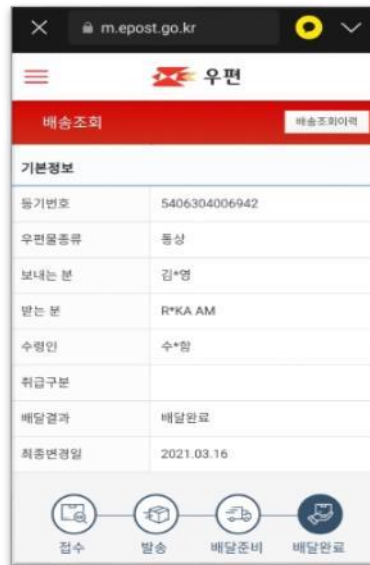 m.epost.go.kr
우편
배송조회 배송조회이력
기본정보
등기번호 5406304006942
우편물종류 통상
보내는 분 김*영
받는 분 R*KA AM
수령인 수*함
취급구분
배달결과 배달완료
최종변경일 2021.03.16
접수 발송 배달준비 배달완료